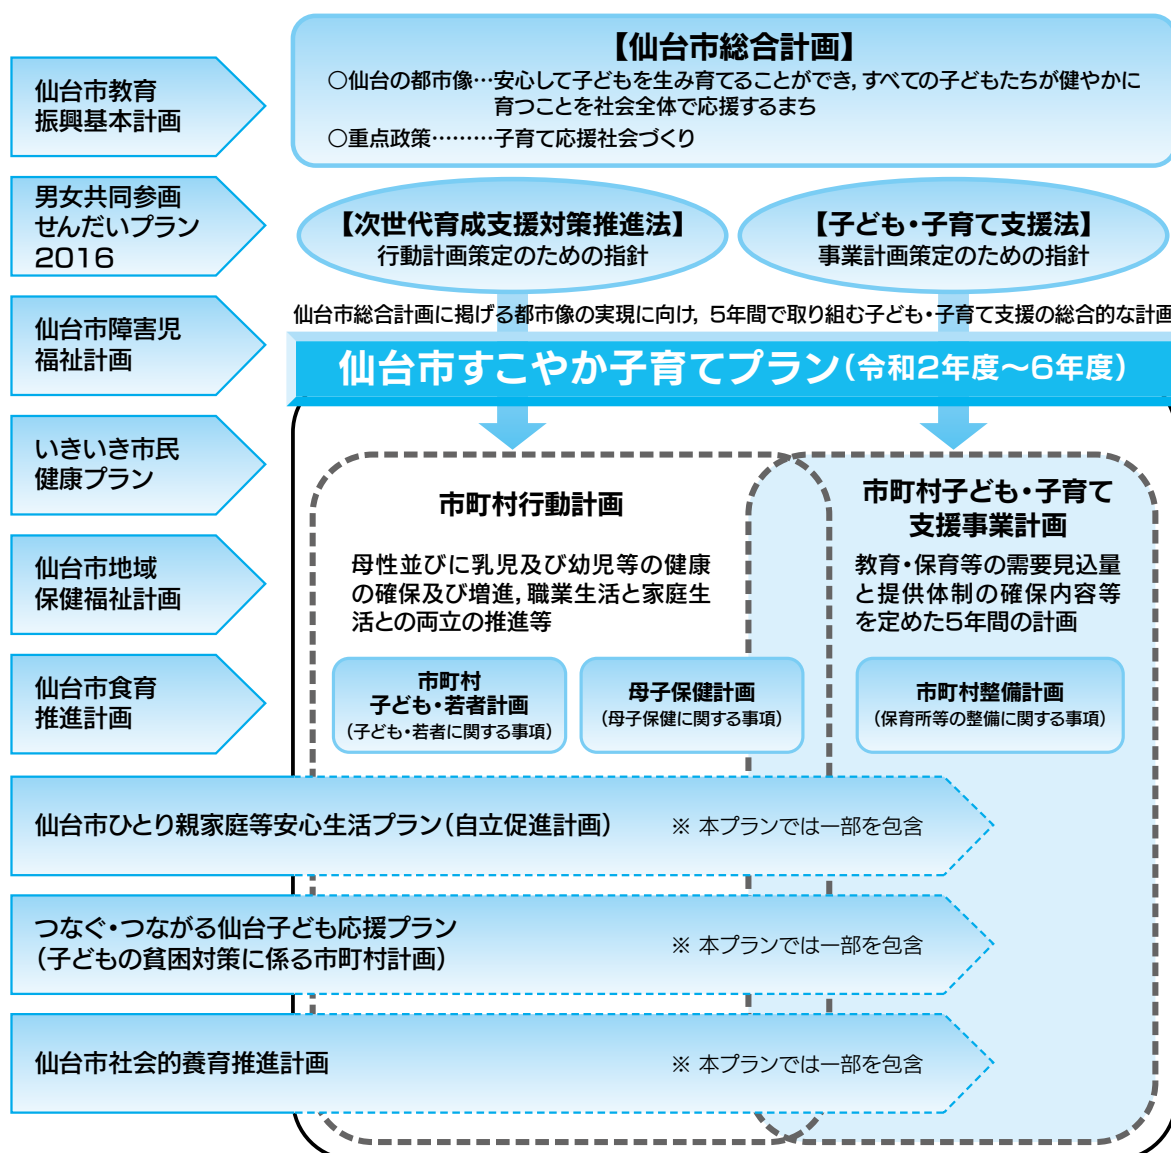 【仙台市総合計画】
○仙台の都市像…安心して子どもを生み育てることができ,すべての子どもたちが健やかに
育つことを社会全体で応援するまち
○重点政策………子育て応援社会づくり
仙台市教育
振興基本計画
男女共同参画
せんだいプラン
2016
仙台市障害児
福祉計画
いきいき市民
健康プラン
仙台市地域
保健福祉計画
仙台市食育
推進計画
【次世代育成支援対策推進法】
行動計画策定のための指針
【子ども・子育て支援法】
事業計画策定のための指針
仙台市総合計画に掲げる都市像の実現に向け,5年間で取り組む子ども・子育て支援の総合的な計画
仙台市すこやか子育てプラン(令和2年度～6年度)
市町村行動計画
母性並びに乳児及び幼児等の健康
の確保及び増進,職業生活と家庭生
活との両立の推進等
市町村
子ども・若者計画
(子ども・若者に関する事項)
母子保健計画
(母子保健に関する事項)
市町村子ども・子育て
支援事業計画
教育・保育等の需要見込量
と提供体制の確保内容等
を定めた5年間の計画
市町村整備計画
(保育所等の整備に関する事項)
仙台市ひとり親家庭等安心生活プラン(自立促進計画) ※ 本プランでは一部を包含
つなぐ・つながる仙台子ども応援プラン
(子どもの貧困対策に係る市町村計画) ※ 本プランでは一部を包含
仙台市社会的養育推進計画 ※ 本プランでは一部を包含